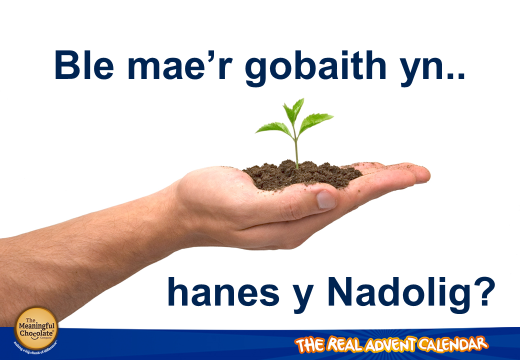 Ble mae’r gobaith yn..
hanes y Nadolig?
The
Meaningful
Chocolate
THE REAL ADVENT CALENDAR